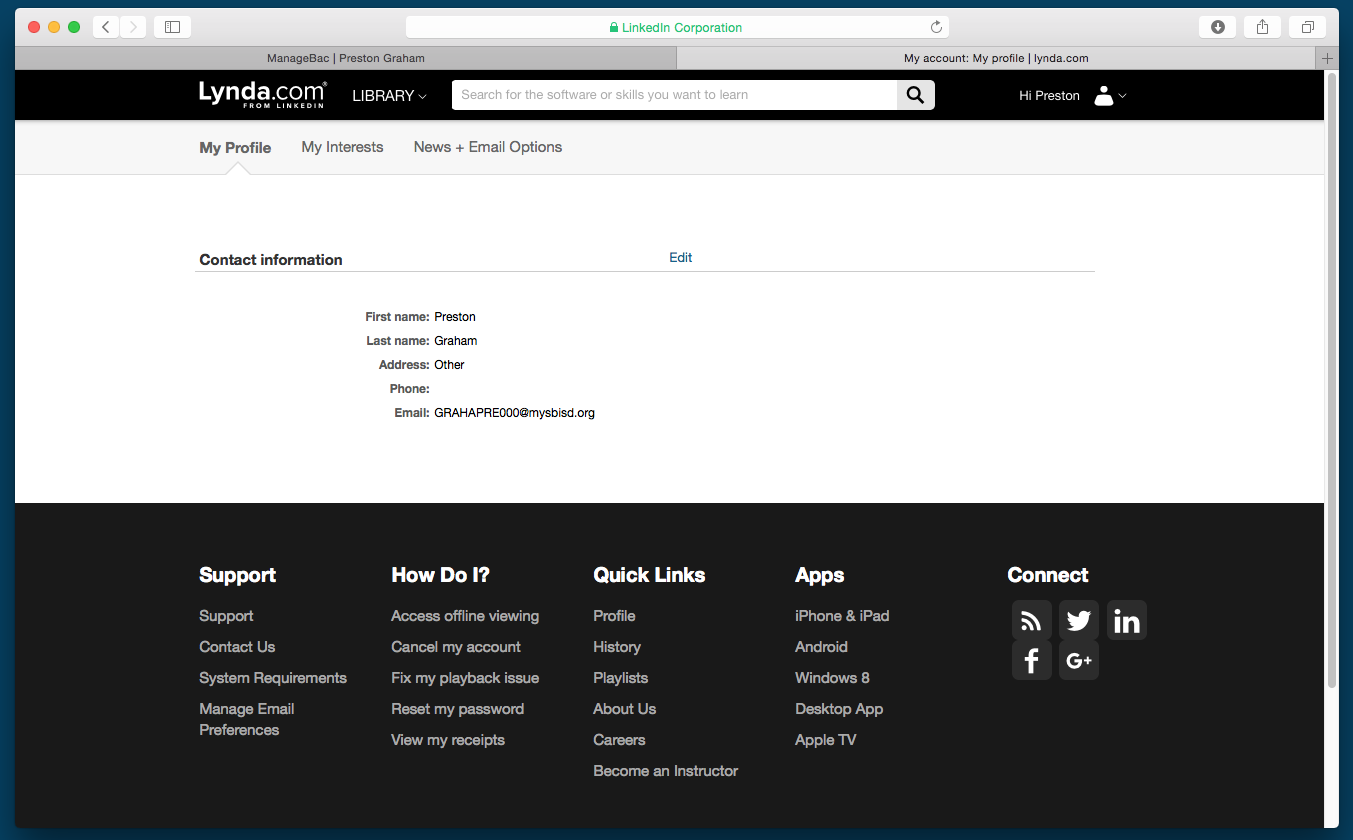 LinkedIn Corporation
ManageBac | Preston Graham
My account: My profile | lynda.com
Lynda.com®
FROM LINKEDIN
LIBRARY
Search for the software or skills you want to learn
Hi Preston
My Profile
My Interests
News + Email Options
Contact information
Edit
First name: Preston
Last name: Graham
Address: Other
Phone:
Email: GRAHAPRE000@mysbisd.org
Support
Support
Contact Us
System Requirements
Manage Email
Preferences
How Do I?
Access offline viewing
Cancel my account
Fix my playback issue
Reset my password
View my receipts
Quick Links
Profile
History
Playlists
About Us
Careers
Become an Instructor
Apps
iPhone & iPad
Android
Windows 8
Desktop App
Apple TV
Connect
in
f
G+